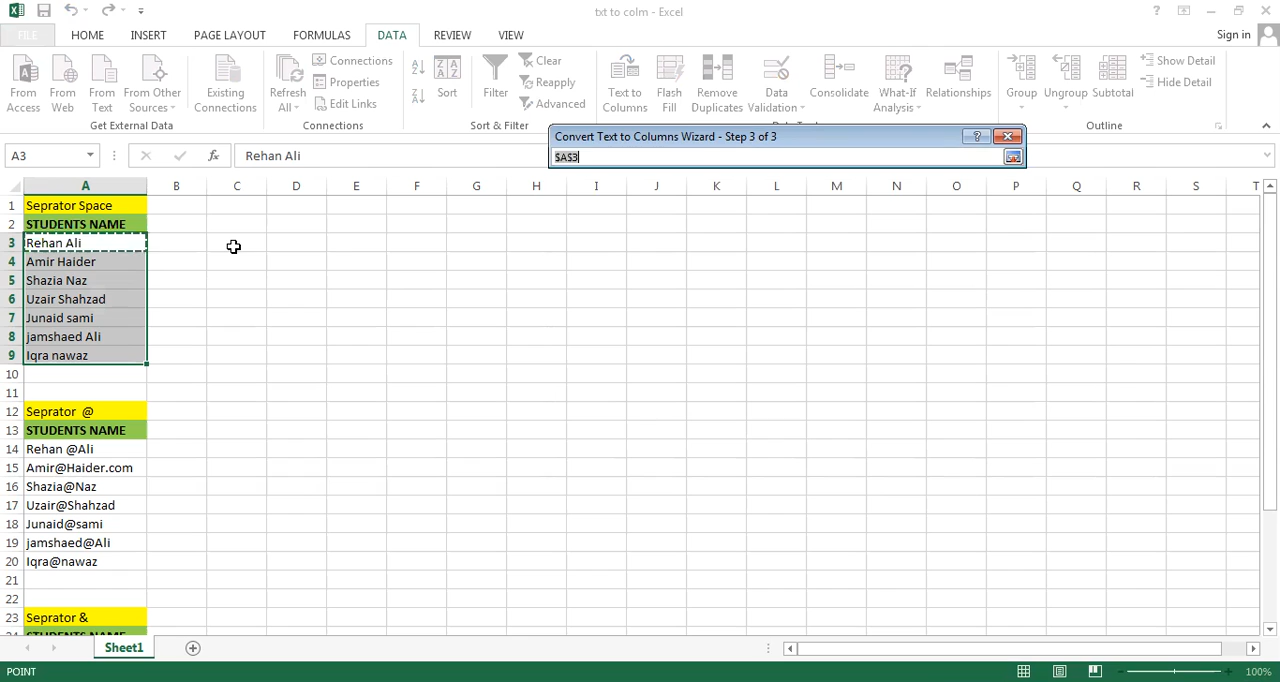 txt to colm - Excel
FILE HOME INSERT PAGE LAYOUT FORMULAS DATA REVIEW VIEW Sign in
From Access
From Web
From Text
From Other Sources
Existing Connections
Refresh All
Connections
Properties
Edit Links
Sort
Filter
Clear
Reapply
Advanced
Text to Columns
Flash Fill
Remove Duplicates
Data Validation
Consolidate
What-If Analysis
Relationships
Group
Ungroup
Subtotal
Show Detail
Hide Detail
Get External Data Connections Sort & Filter Outline
Convert Text to Columns Wizard - Step 3 of 3
$A$3
A3 fx Rehan Ali
A B C D E F G H I J K L M N O P Q R S T
1 Seprator Space
2 STUDENTS NAME
3 Rehan Ali
4 Amir Haider
5 Shazia Naz
6 Uzair Shahzad
7 Junaid sami
8 jamshaed Ali
9 Iqra nawaz
10
11
12 Seprator @
13 STUDENTS NAME
14 Rehan @Ali
15 Amir@Haider.com
16 Shazia@Naz
17 Uzair@Shahzad
18 Junaid@sami
19 jamshaed@Ali
20 Iqra@nawaz
21
22
23 Seprator &
24 STUDENTS NAME
Sheet1
POINT 100%